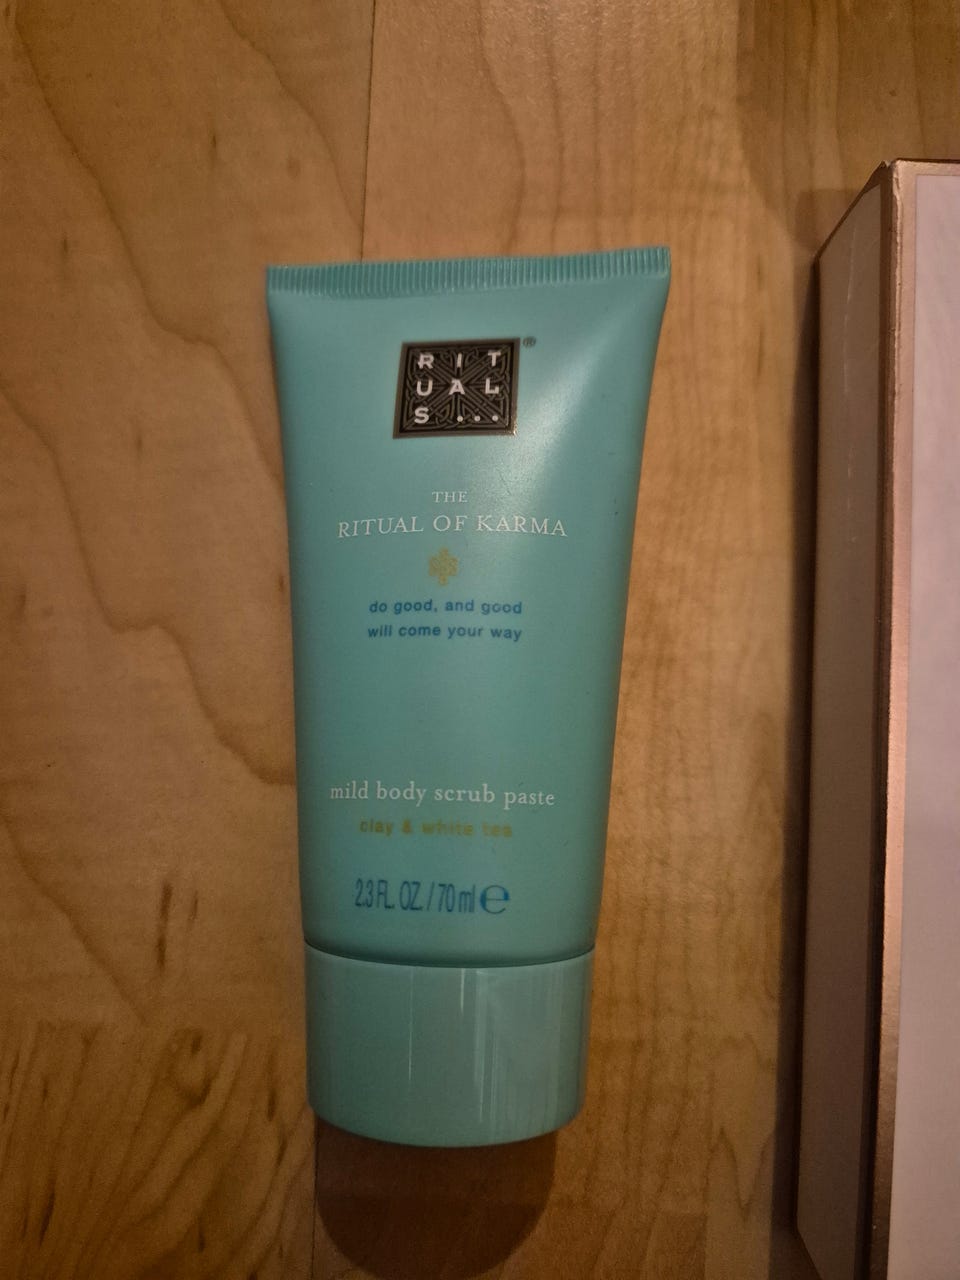 RIT
UAL
S...
®
THE
RITUAL OF KARMA
do good, and good
will come your way
mild body scrub paste
clay & white tea
2.3 FL. OZ. / 70 ml ℮